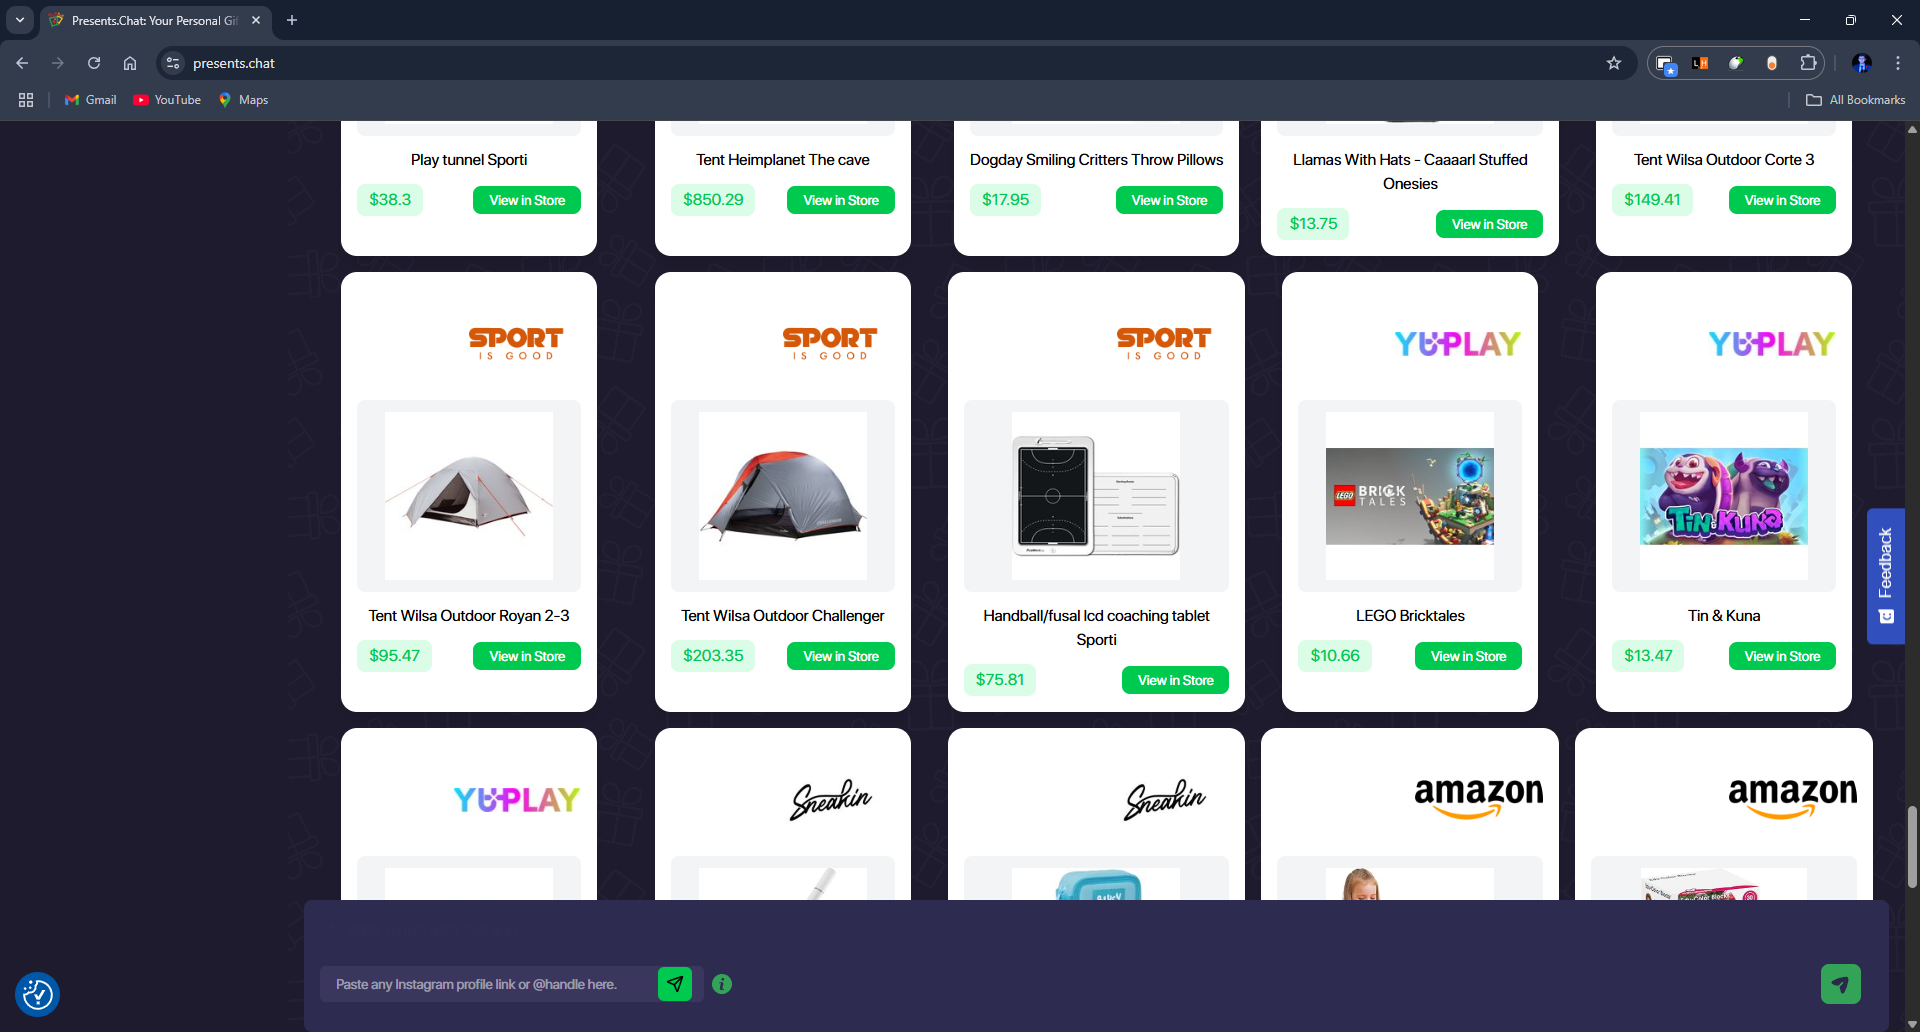 Presents.Chat: Your Personal Gi
presents.chat
Gmail
YouTube
Maps
All Bookmarks
Play tunnel Sporti
$38.3
View in Store
Tent Heimplanet The cave
$850.29
View in Store
Dogday Smiling Critters Throw Pillows
$17.95
View in Store
Llamas With Hats - Caaaarl Stuffed
Onesies
$13.75
View in Store
Tent Wilsa Outdoor Corte 3
$149.41
View in Store
SPORT
IS GOOD
Tent Wilsa Outdoor Royan 2-3
$95.47
View in Store
SPORT
IS GOOD
Tent Wilsa Outdoor Challenger
$203.35
View in Store
SPORT
IS GOOD
Handball/fusal lcd coaching tablet
Sporti
$75.81
View in Store
YUPLAY
LEGO
BRICK
TALES
LEGO Bricktales
$10.66
View in Store
YUPLAY
TIN & KUNA
Tin & Kuna
$13.47
View in Store
Feedback
YUPLAY
Sneakin
Sneakin
amazon
amazon
Paste any Instagram profile link or @handle here.